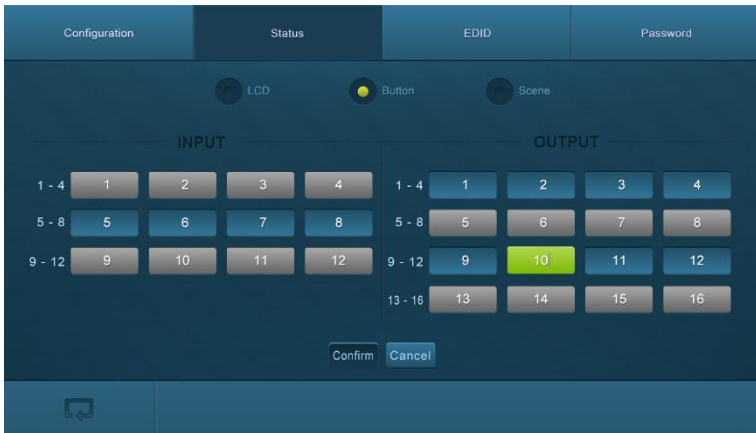 Configuration Status EDID Password
LCD Button Scene
INPUT OUTPUT
1 - 4 1 2 3 4 1 - 4 1 2 3 4
5 - 8 5 6 7 8 5 - 8 5 6 7 8
9 - 12 9 10 11 12 9 - 12 9 10 11 12
13 - 16 13 14 15 16
Confirm Cancel